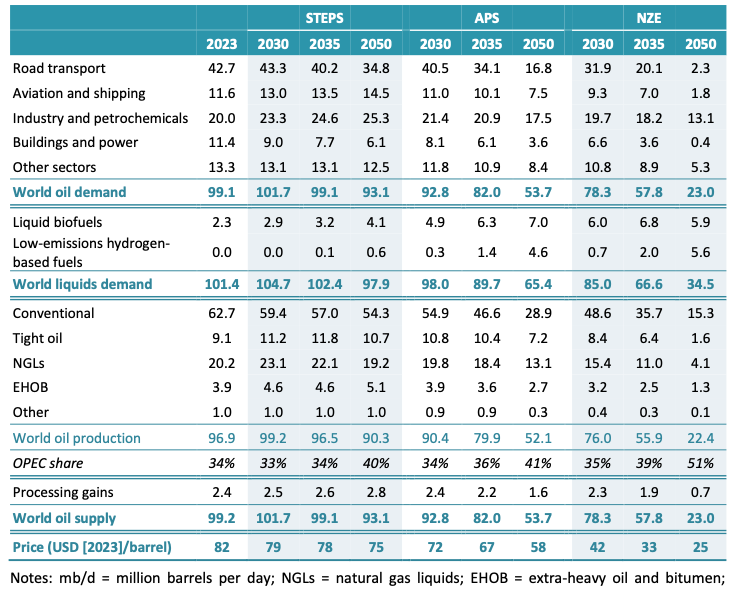 STEPS APS NZE
2023 2030 2035 2050 2030 2035 2050 2030 2035 2050
Road transport 42.7 43.3 40.2 34.8 40.5 34.1 16.8 31.9 20.1 2.3
Aviation and shipping 11.6 13.0 13.5 14.5 11.0 10.1 7.5 9.3 7.0 1.8
Industry and petrochemicals 20.0 23.3 24.6 25.3 21.4 20.9 17.5 19.7 18.2 13.1
Buildings and power 11.4 9.0 7.7 6.1 8.1 6.1 3.6 6.6 3.6 0.4
Other sectors 13.3 13.1 13.1 12.5 11.8 10.9 8.4 10.8 8.9 5.3
World oil demand 99.1 101.7 99.1 93.1 92.8 82.0 53.7 78.3 57.8 23.0
Liquid biofuels 2.3 2.9 3.2 4.1 4.9 6.3 7.0 6.0 6.8 5.9
Low-emissions hydrogen-
based fuels 0.0 0.0 0.1 0.6 0.3 1.4 4.6 0.7 2.0 5.6
World liquids demand 101.4 104.7 102.4 97.9 98.0 89.7 65.4 85.0 66.6 34.5
Conventional 62.7 59.4 57.0 54.3 54.9 46.6 28.9 48.6 35.7 15.3
Tight oil 9.1 11.2 11.8 10.7 10.8 10.4 7.2 8.4 6.4 1.6
NGLs 20.2 23.1 22.1 19.2 19.8 18.4 13.1 15.4 11.0 4.1
EHOB 3.9 4.6 4.6 5.1 3.9 3.6 2.7 3.2 2.5 1.3
Other 1.0 1.0 1.0 1.0 0.9 0.9 0.3 0.4 0.3 0.1
World oil production 96.9 99.2 96.5 90.3 90.4 79.9 52.1 76.0 55.9 22.4
OPEC share 34% 33% 34% 40% 34% 36% 41% 35% 39% 51%
Processing gains 2.4 2.5 2.6 2.8 2.4 2.2 1.6 2.3 1.9 0.7
World oil supply 99.2 101.7 99.1 93.1 92.8 82.0 53.7 78.3 57.8 23.0
Price (USD [2023]/barrel) 82 79 78 75 72 67 58 42 33 25
Notes: mb/d = million barrels per day; NGLs = natural gas liquids; EHOB = extra-heavy oil and bitumen;